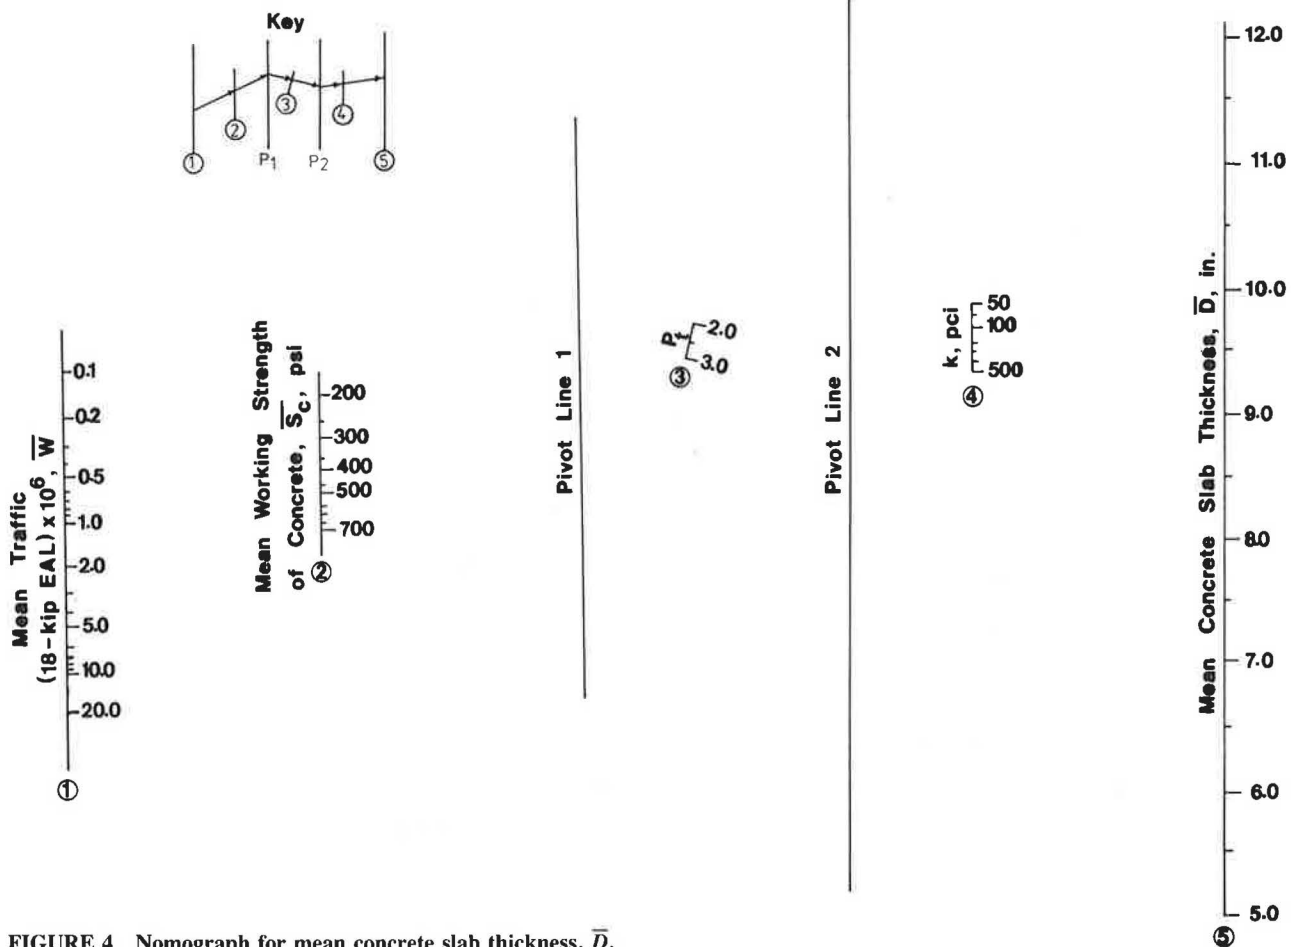 Key
① ② P1 ③ P2 ④ ⑤
Mean Traffic
(18-kip EAL) x 10⁶, W̅
0.1
0.2
0.5
1.0
2.0
5.0
10.0
20.0
①
Mean Working Strength
of Concrete, S̅c, psi
200
300
400
500
700
②
Pivot Line 1
Pt
2.0
3.0
③
Pivot Line 2
k, pci
50
100
500
④
Mean Concrete Slab Thickness, D̅, in.
12.0
11.0
10.0
9.0
8.0
7.0
6.0
5.0
⑤
FIGURE 4 Nomograph for mean concrete slab thickness, D̅.